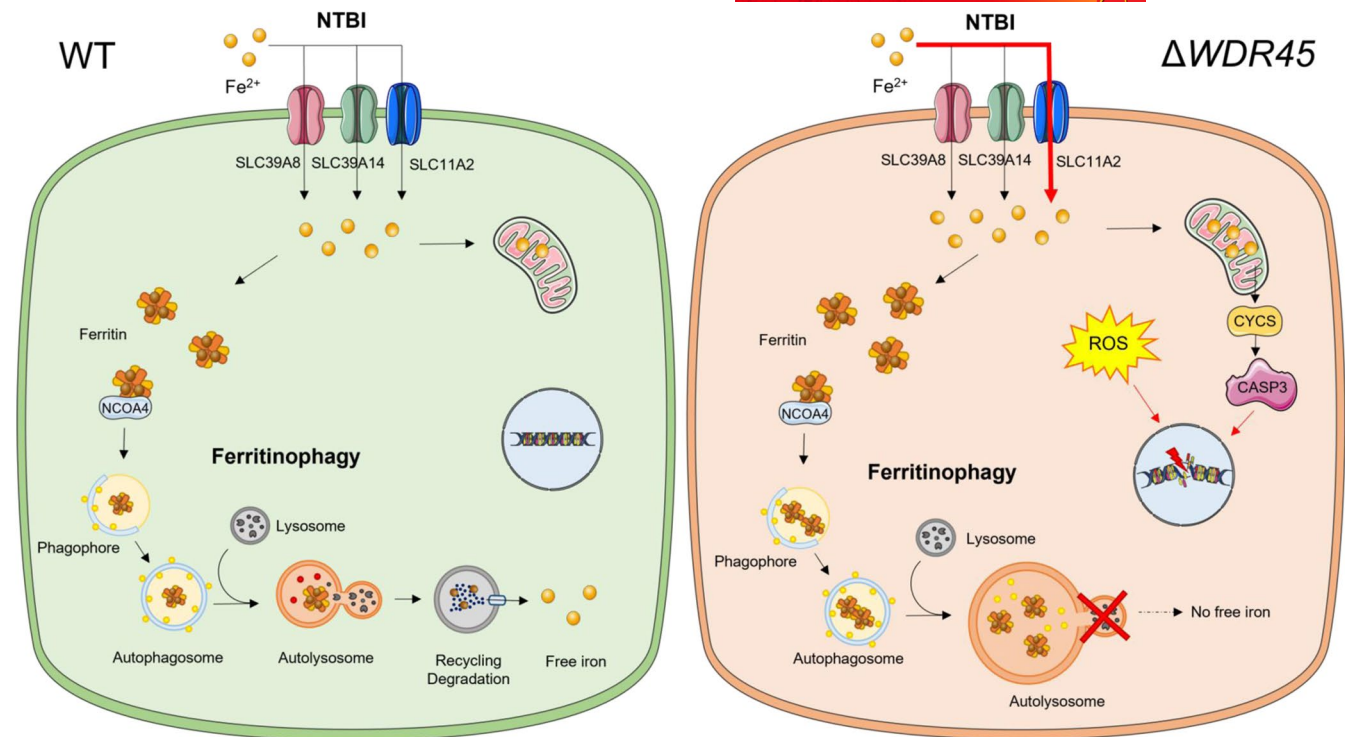 WT
NTBI
Fe²⁺
SLC39A8
SLC39A14
SLC11A2
Ferritin
NCOA4
Ferritinophagy
Lysosome
Phagophore
Autophagosome
Autolysosome
Recycling
Degradation
Free iron
ΔWDR45
NTBI
Fe²⁺
SLC39A8
SLC39A14
SLC11A2
CYCS
ROS
Ferritin
CASP3
NCOA4
Ferritinophagy
Lysosome
Phagophore
No free iron
Autophagosome
Autolysosome